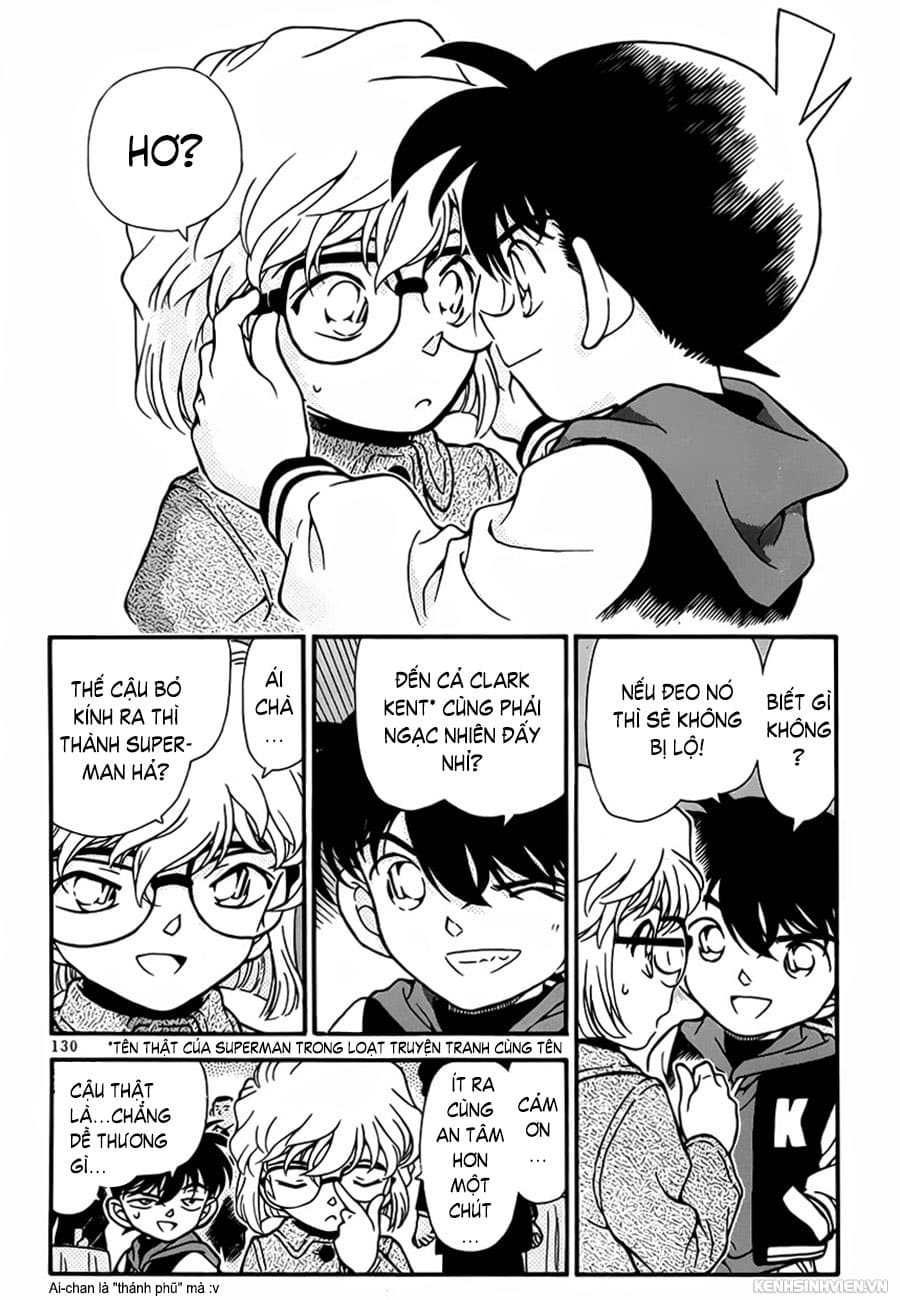 HƠ?
BIẾT GÌ
KHÔNG
?
NẾU ĐEO NÓ
THÌ SẼ KHÔNG
BỊ LỘ!
ĐẾN CẢ CLARK
KENT* CŨNG PHẢI
NGẠC NHIÊN ĐẤY
NHỈ?
ÁI
CHÀ
...
THẾ CẬU BỎ
KÍNH RA THÌ
THÀNH SUPER-
MAN HẢ?
130
*TÊN THẬT CỦA SUPERMAN TRONG LOẠT TRUYỆN TRANH CÙNG TÊN
K
CẢM
ƠN
...
ÍT RA
CŨNG
AN TÂM
HƠN
MỘT
CHÚT
...
CẬU THẬT
LÀ...CHẲNG
DỄ THƯƠNG
GÌ...
Ai-chan là "thánh phũ" mà :v
KENHSINHVIEN.VN